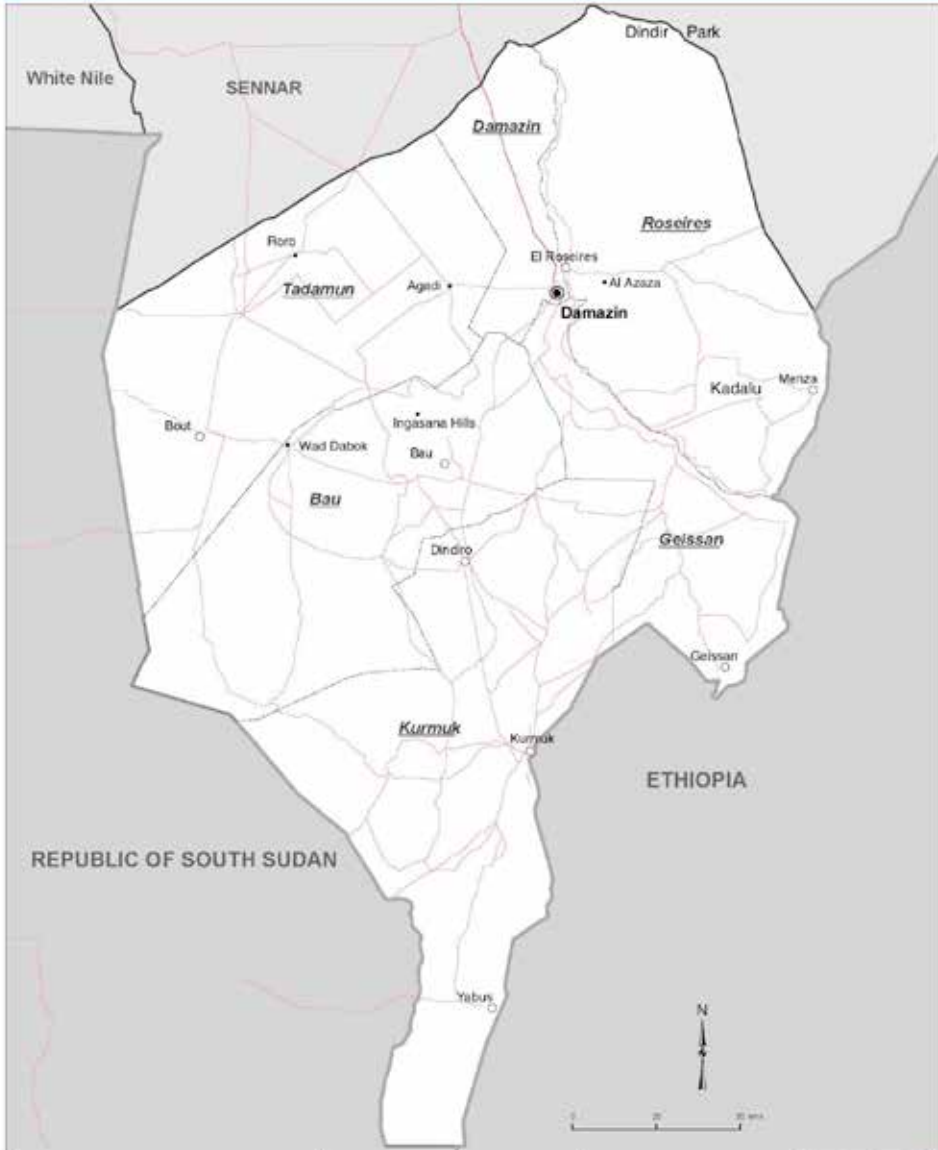 Dindir Park
White Nile
SENNAR
Damazin
Roseires
Roro
El Roseires
Tadamun
Agadi
Al Azaza
Damazin
Kadalu
Menza
Ingasana Hills
Bout
Wad Dabok
Bau
Bau
Dindiro
Geissan
Geissan
Kurmuk
Kurmuk
ETHIOPIA
REPUBLIC OF SOUTH SUDAN
Yabus
N
0